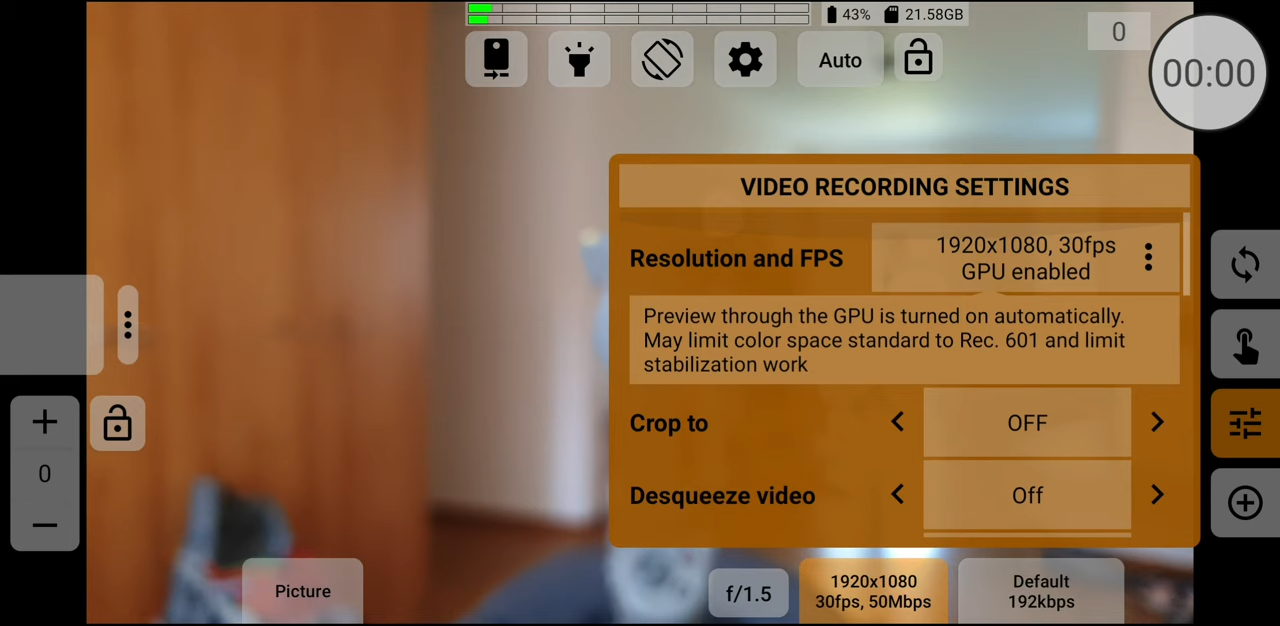 43%
21.58GB
0
00:00
Auto
VIDEO RECORDING SETTINGS
Resolution and FPS
1920x1080, 30fps
GPU enabled
Preview through the GPU is turned on automatically.
May limit color space standard to Rec. 601 and limit
stabilization work
Crop to
OFF
Desqueeze video
Off
+
0
−
Picture
f/1.5
1920x1080
30fps, 50Mbps
Default
192kbps